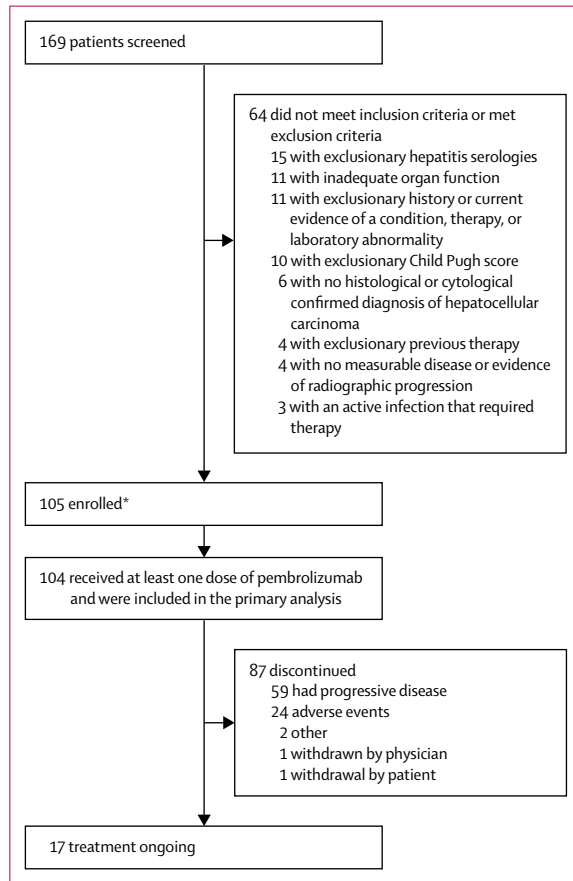 169 patients screened
64 did not meet inclusion criteria or met
exclusion criteria
15 with exclusionary hepatitis serologies
11 with inadequate organ function
11 with exclusionary history or current
evidence of a condition, therapy, or
laboratory abnormality
10 with exclusionary Child Pugh score
6 with no histological or cytological
confirmed diagnosis of hepatocellular
carcinoma
4 with exclusionary previous therapy
4 with no measurable disease or evidence
of radiographic progression
3 with an active infection that required
therapy
105 enrolled*
104 received at least one dose of pembrolizumab
and were included in the primary analysis
87 discontinued
59 had progressive disease
24 adverse events
2 other
1 withdrawn by physician
1 withdrawal by patient
17 treatment ongoing